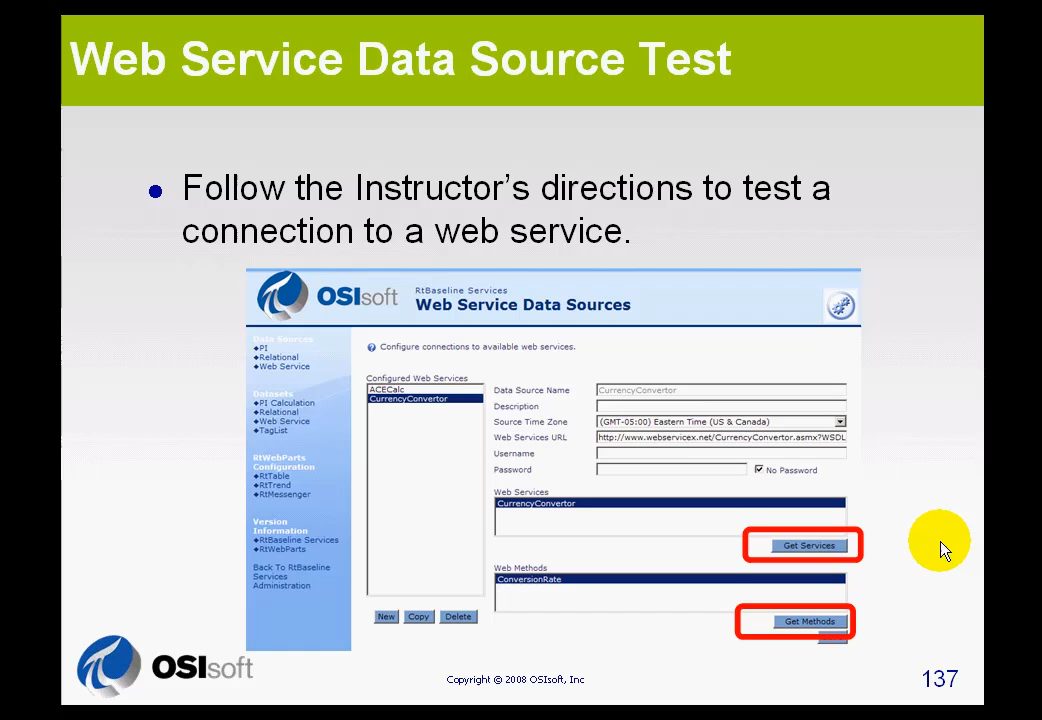 Web Service Data Source Test
Follow the Instructor's directions to test a
connection to a web service.
OSIsoft
RtBaseline Services
Web Service Data Sources
Data Sources
PI
Relational
Web Service
Datasets
PI Calculation
Relational
Web Service
TagList
RtWebParts
Configuration
RtTable
RtTrend
RtMessenger
Version
Information
RtBaseline Services
RtWebParts
Back To RtBaseline
Services
Administration
Configure connections to available web services.
Configured Web Services
ACECalc
CurrencyConvertor
New Copy Delete
Data Source Name CurrencyConvertor
Description
Source Time Zone (GMT-05:00) Eastern Time (US & Canada)
Web Services URL http://www.webservicex.net/CurrencyConvertor.asmx?WSDL
Username
Password No Password
Web Services
CurrencyConvertor
Get Services
Web Methods
ConversionRate
Get Methods
OSIsoft
Copyright © 2008 OSIsoft, Inc
137